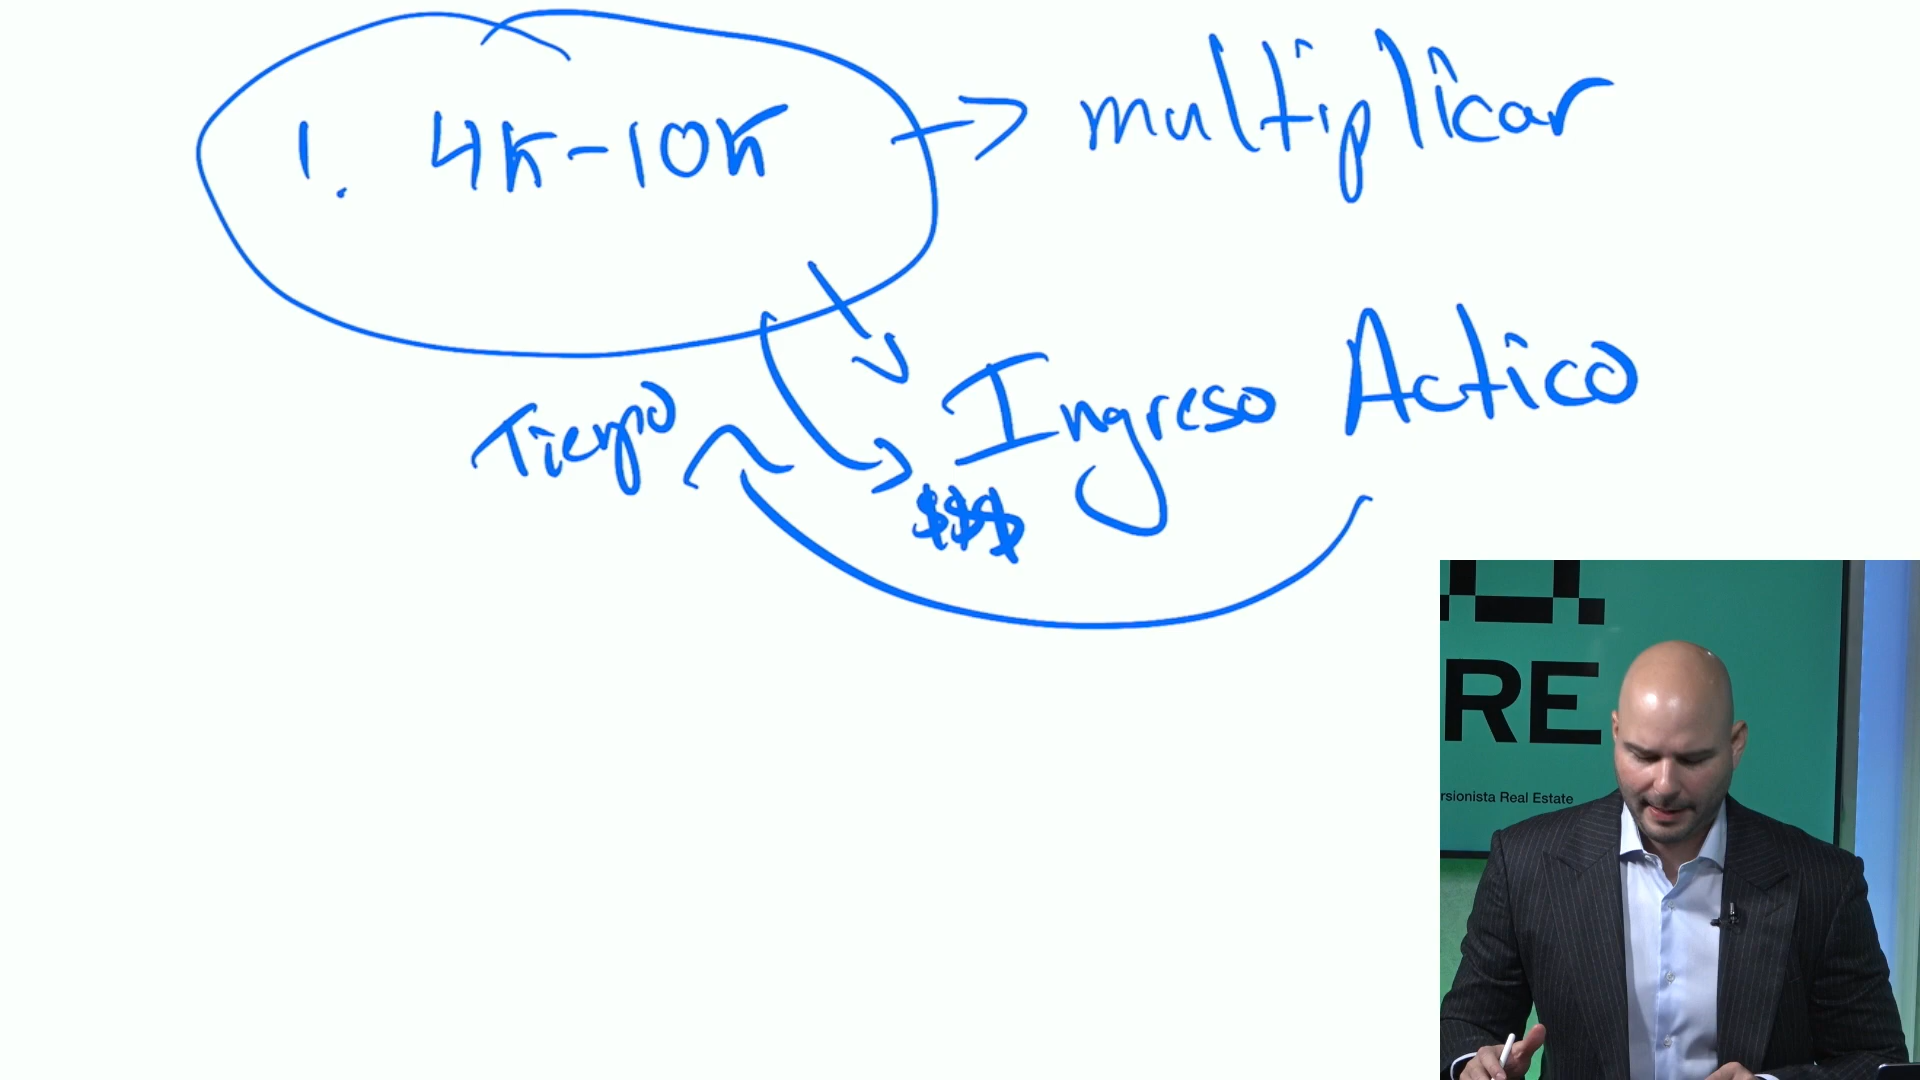 1. 4K-10K → multiplicar
Ingreso Actico
Tiempo
$$$
RE
rsionista Real Estate